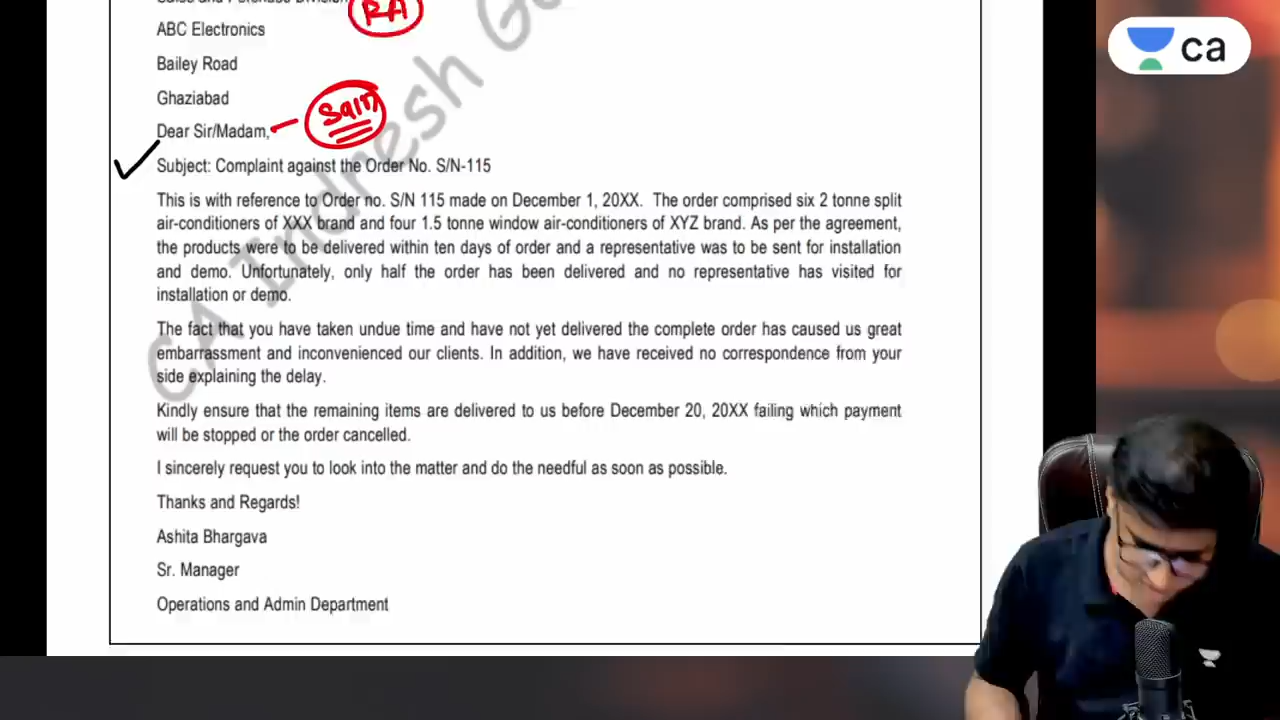 RA
ABC Electronics
Bailey Road
Ghaziabad
Dear Sir/Madam,
Subject: Complaint against the Order No. S/N-115
This is with reference to Order no. S/N 115 made on December 1, 20XX. The order comprised six 2 tonne split
air-conditioners of XXX brand and four 1.5 tonne window air-conditioners of XYZ brand. As per the agreement,
the products were to be delivered within ten days of order and a representative was to be sent for installation
and demo. Unfortunately, only half the order has been delivered and no representative has visited for
installation or demo.
The fact that you have taken undue time and have not yet delivered the complete order has caused us great
embarrassment and inconvenienced our clients. In addition, we have received no correspondence from your
side explaining the delay.
Kindly ensure that the remaining items are delivered to us before December 20, 20XX failing which payment
will be stopped or the order cancelled.
I sincerely request you to look into the matter and do the needful as soon as possible.
Thanks and Regards!
Ashita Bhargava
Sr. Manager
Operations and Admin Department
CA Indresh
ca